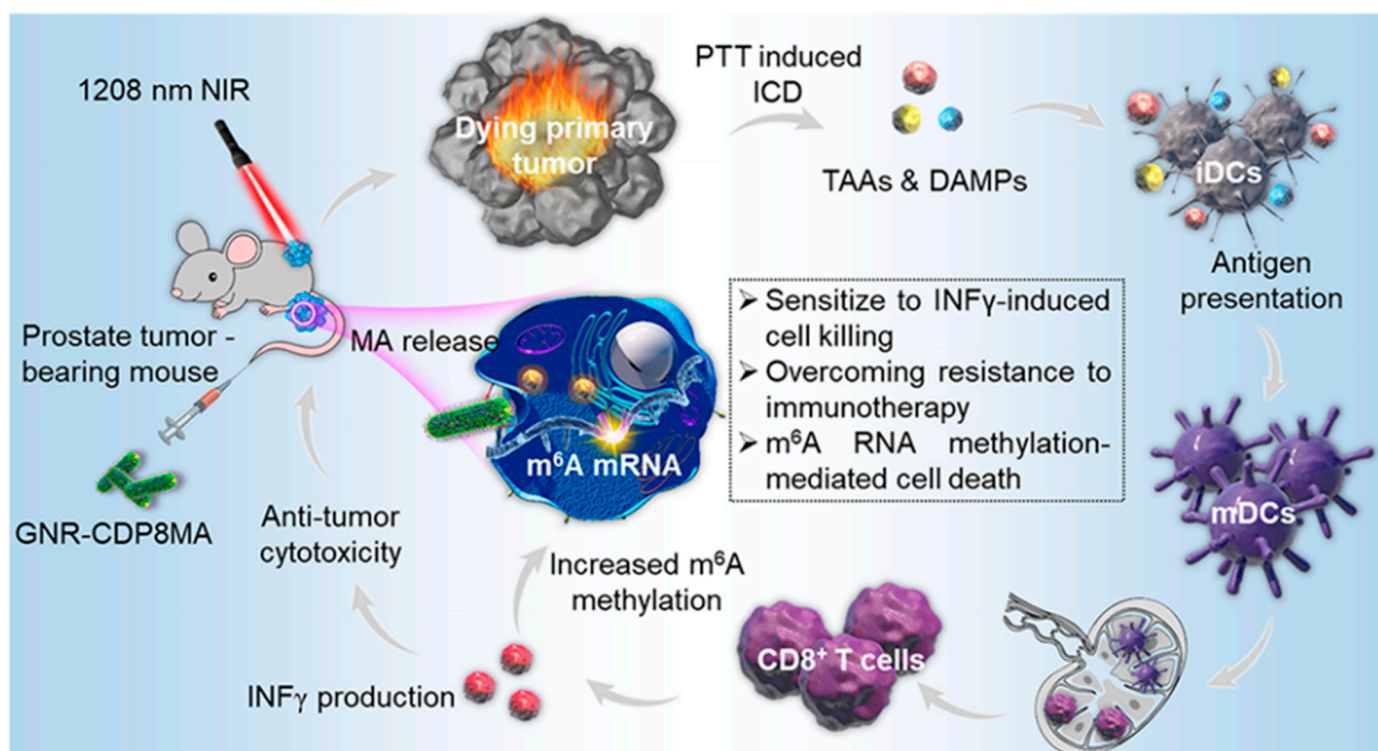 1208 nm NIR
Dying primary
tumor
PTT induced
ICD
TAAs & DAMPs
iDCs
Antigen
presentation
Prostate tumor -
bearing mouse
MA release
m⁶A mRNA
➢ Sensitize to INFγ-induced
cell killing
➢ Overcoming resistance to
immunotherapy
➢ m⁶A RNA methylation-
mediated cell death
mDCs
GNR-CDP8MA
Anti-tumor
cytotoxicity
Increased m⁶A
methylation
CD8⁺ T cells
INFγ production